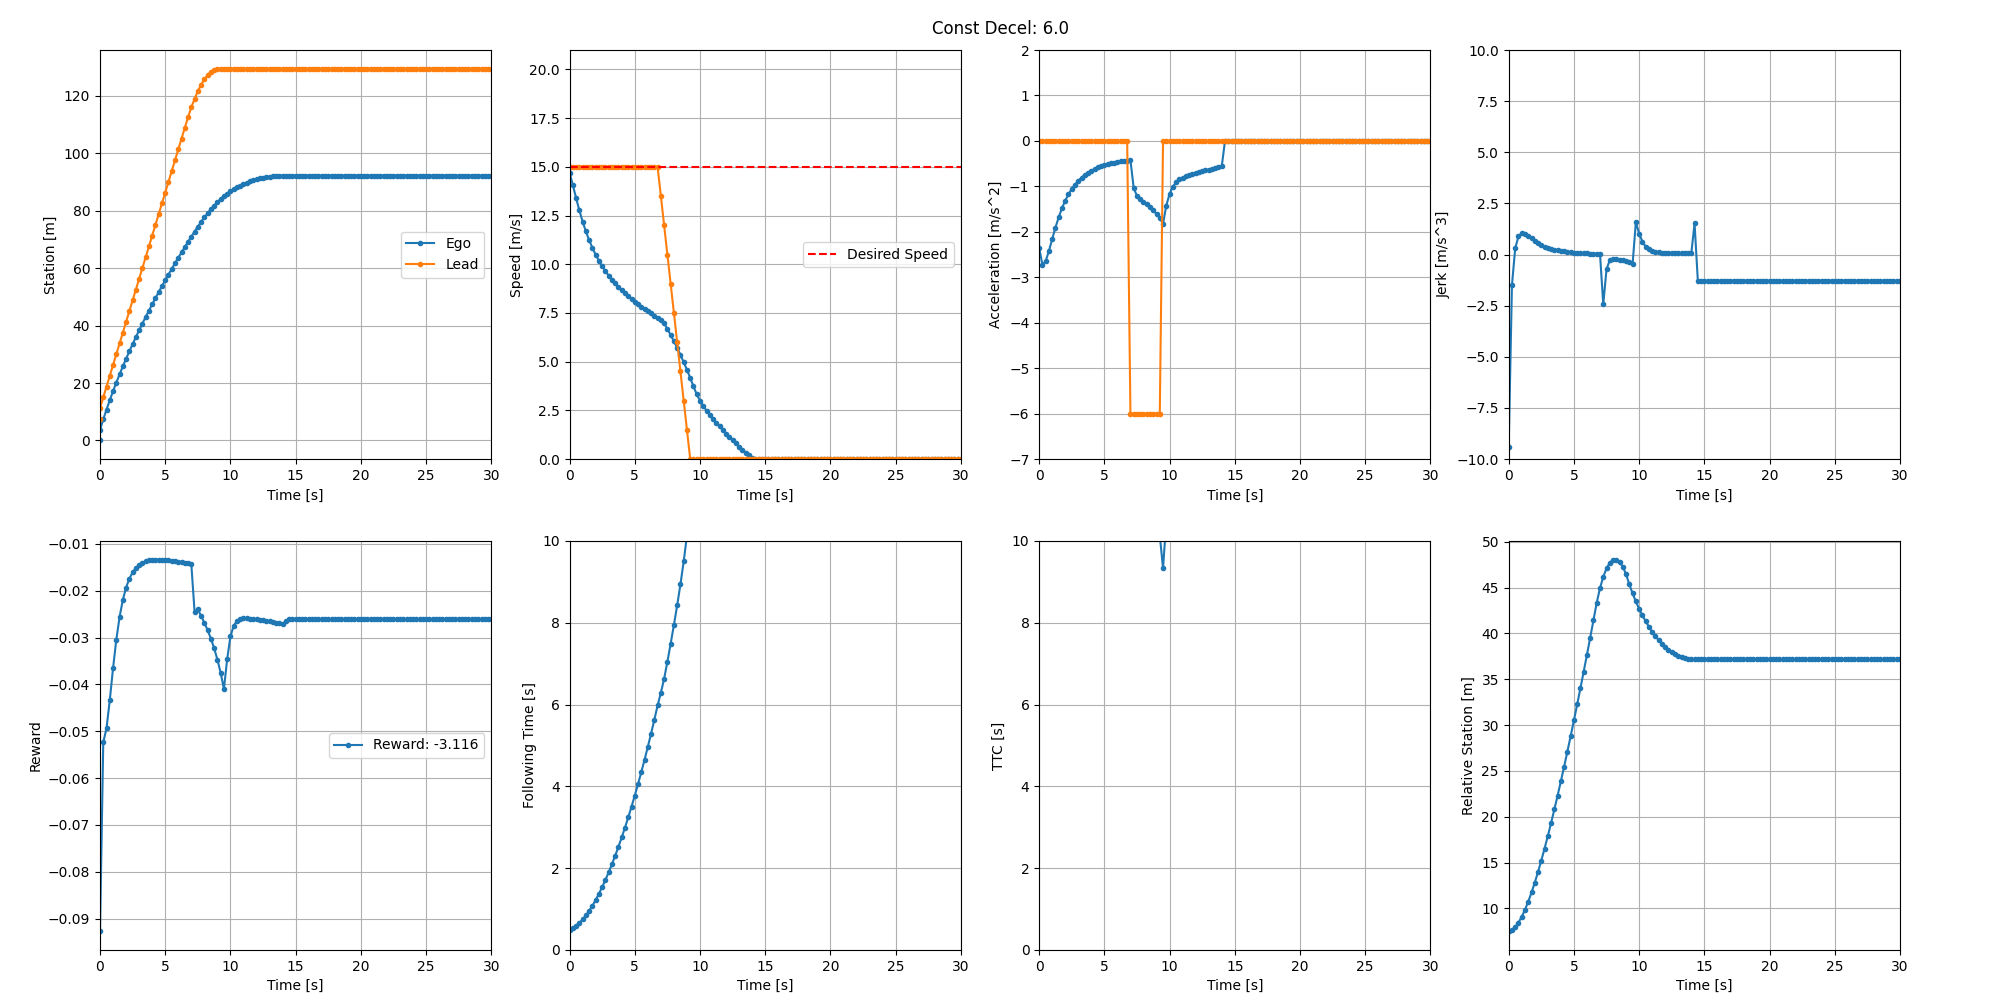 Const Decel: 6.0
Station [m]
120
100
80
60
40
20
0
Ego
Lead
0 5 10 15 20 25 30
Time [s]
Speed [m/s]
20.0
17.5
15.0
12.5
10.0
7.5
5.0
2.5
0.0
Desired Speed
0 5 10 15 20 25 30
Time [s]
Acceleration [m/s^2]
2
1
0
−1
−2
−3
−4
−5
−6
−7
0 5 10 15 20 25 30
Time [s]
Jerk [m/s^3]
10.0
7.5
5.0
2.5
0.0
−2.5
−5.0
−7.5
−10.0
0 5 10 15 20 25 30
Time [s]
Reward
−0.01
−0.02
−0.03
−0.04
−0.05
−0.06
−0.07
−0.08
−0.09
Reward: -3.116
0 5 10 15 20 25 30
Time [s]
Following Time [s]
10
8
6
4
2
0
0 5 10 15 20 25 30
Time [s]
TTC [s]
10
8
6
4
2
0
0 5 10 15 20 25 30
Time [s]
Relative Station [m]
50
45
40
35
30
25
20
15
10
0 5 10 15 20 25 30
Time [s]